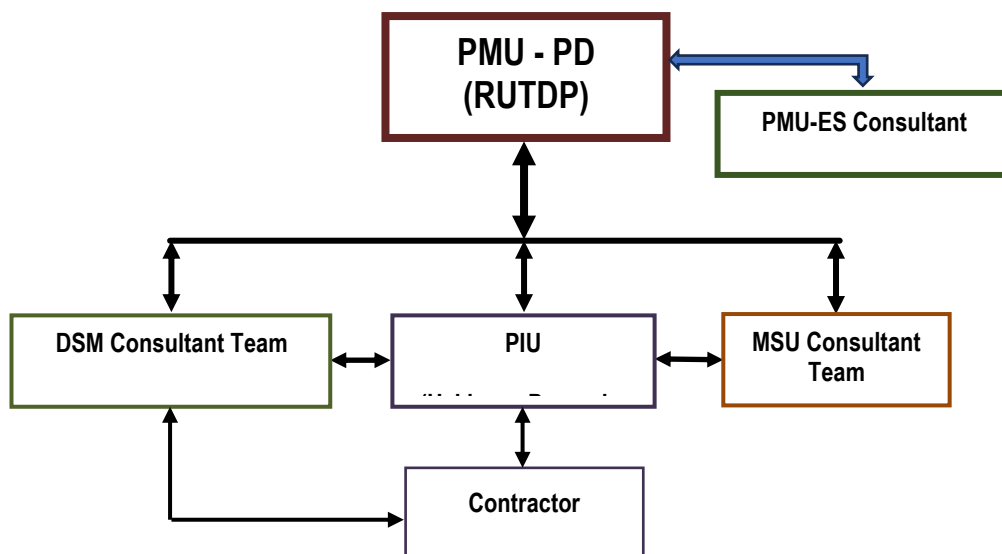 PMU - PD
(RUTDP)
PMU-ES Consultant
DSM Consultant Team
PIU
MSU Consultant
Team
Contractor